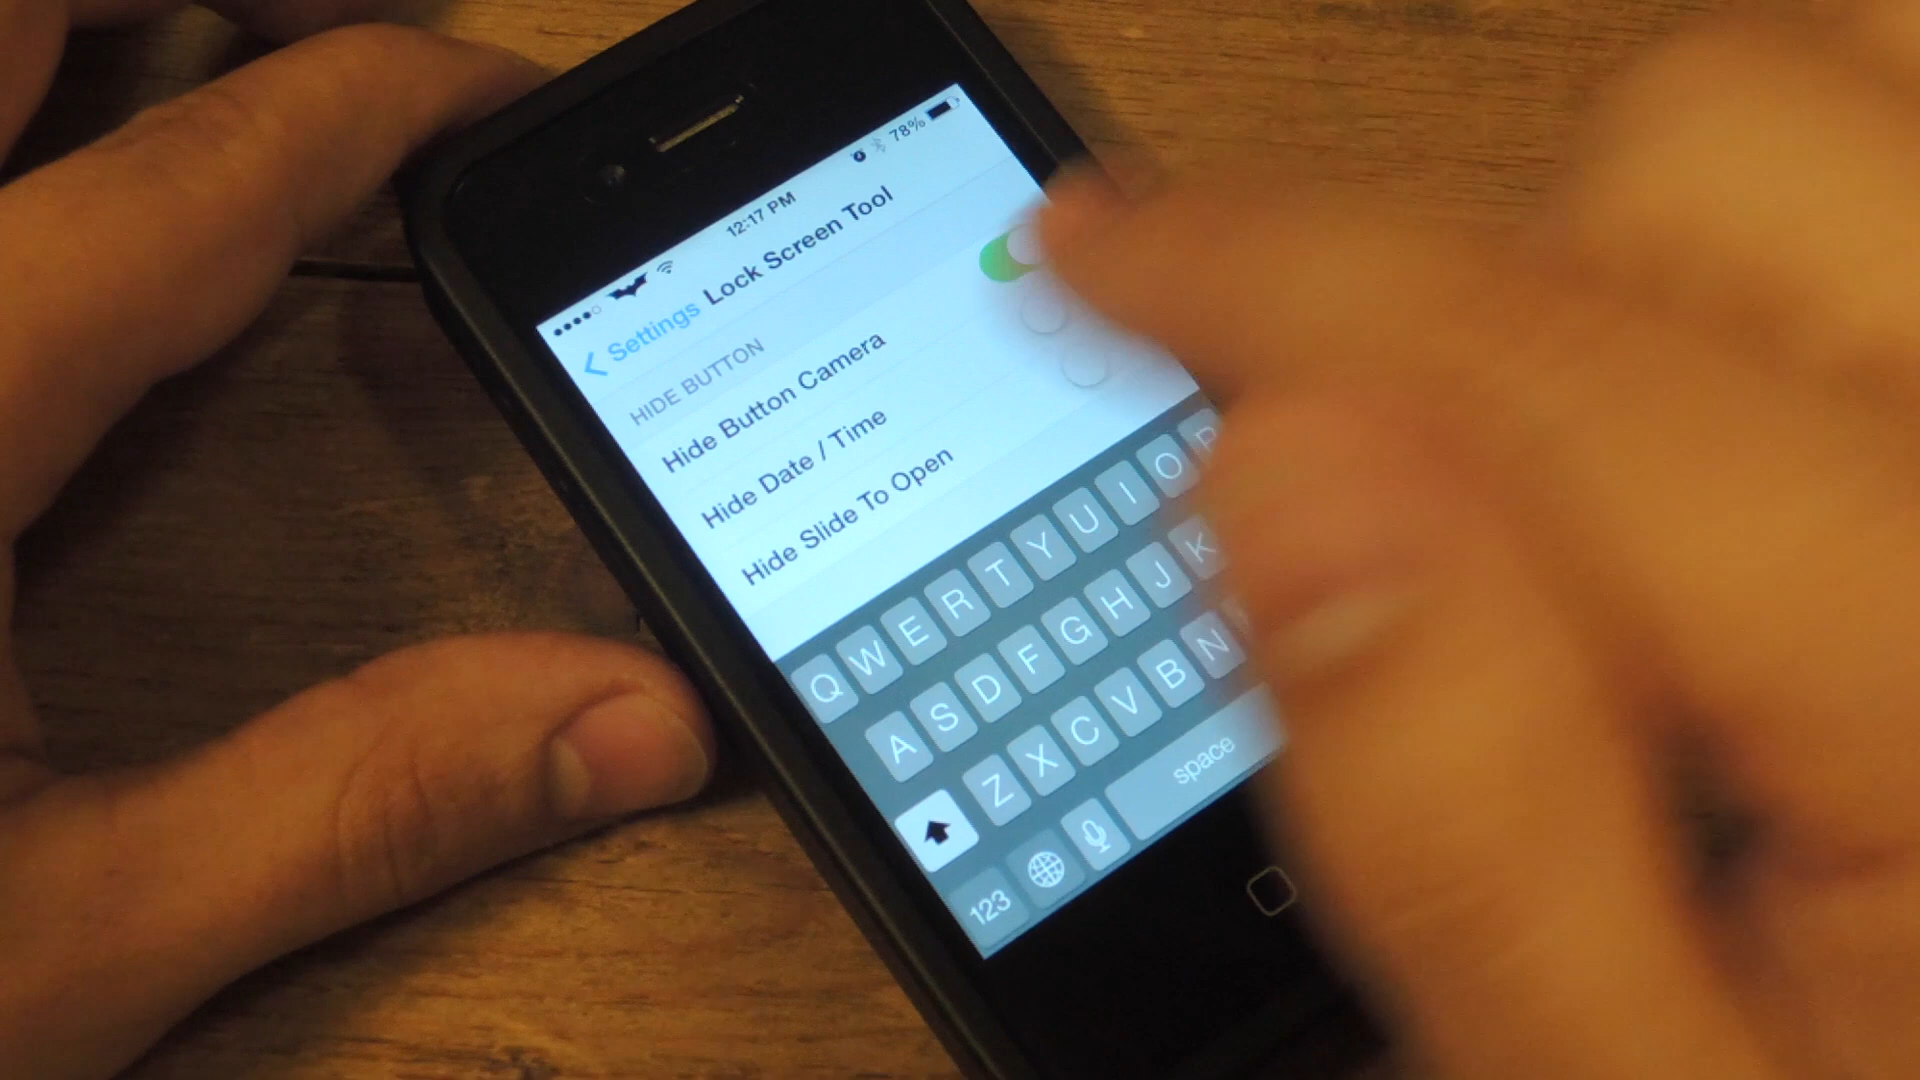 12:17 PM
78%
Settings
Lock Screen Tool
HIDE BUTTON
Hide Button Camera
Hide Date / Time
Hide Slide To Open
Q W E R T Y U I O P
A S D F G H J K
Z X C V B N
123
space